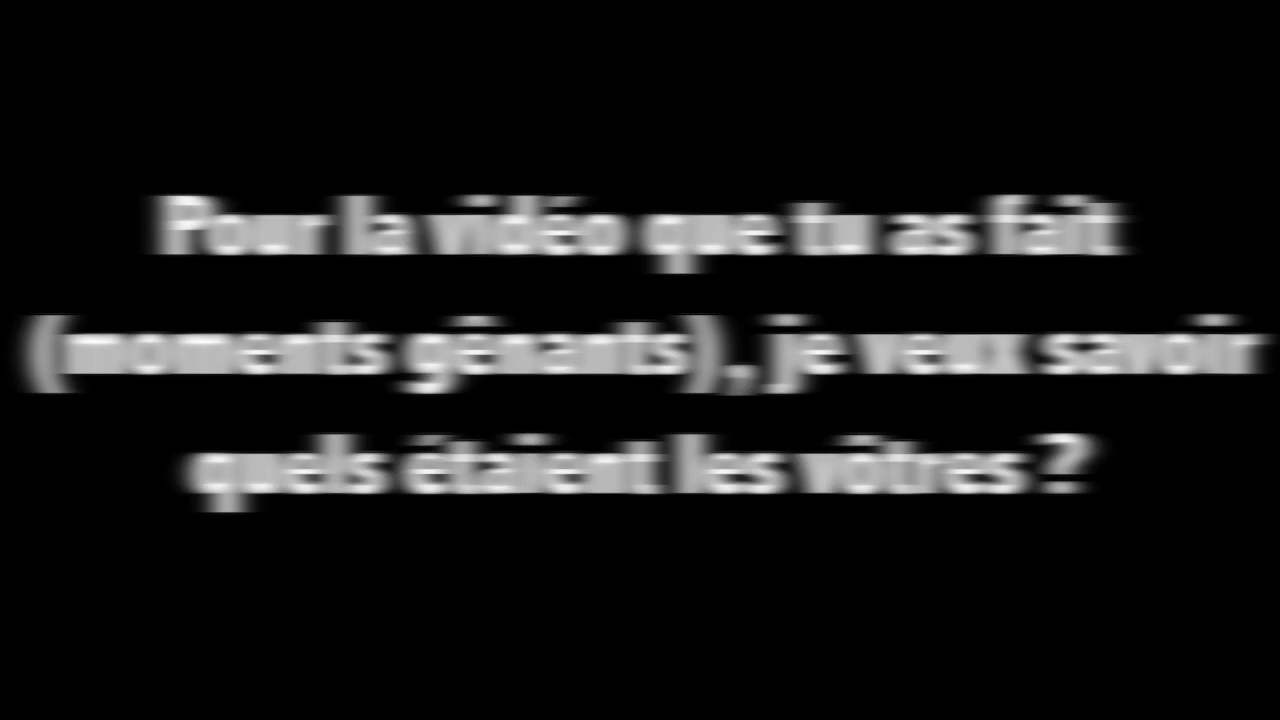 Pour la vidéo que tu as fait
(moments gênants), je veux savoir
quels étaient les vôtres ?